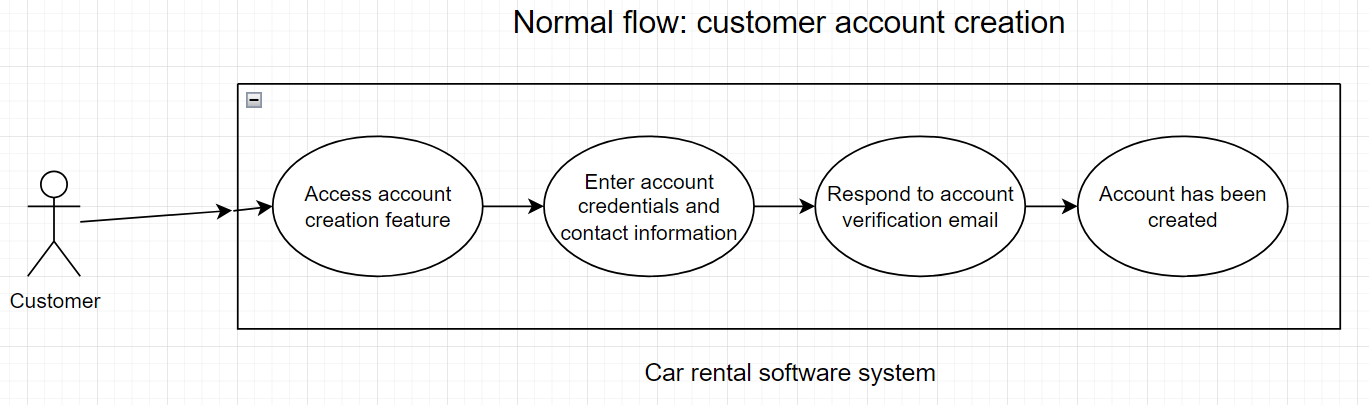 Normal flow: customer account creation
Access account
creation feature
Enter account
credentials and
contact information
Respond to account
verification email
Account has been
created
Customer
Car rental software system